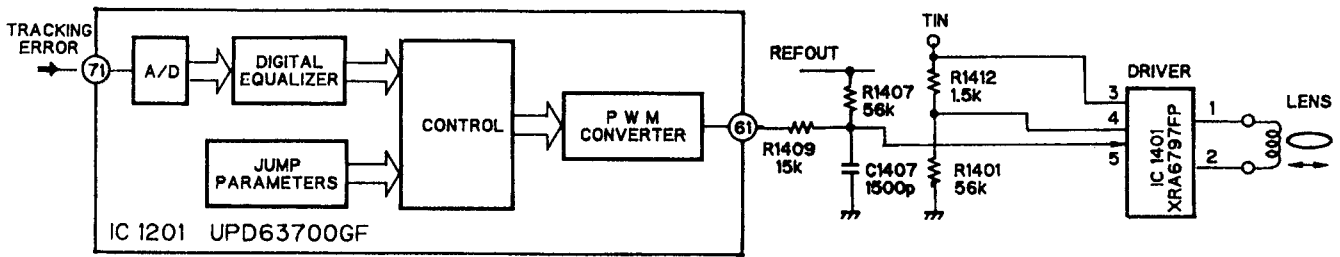 TRACKING
ERROR
71
A/D
DIGITAL
EQUALIZER
JUMP
PARAMETERS
CONTROL
PWM
CONVERTER
61
IC 1201 UPD63700GF
REFOUT
R1407
56k
R1409
15k
C1407
1500p
TIN
R1412
1.5k
R1401
56k
DRIVER
3
4
5
IC 1401
XRA6797FP
1
2
LENS